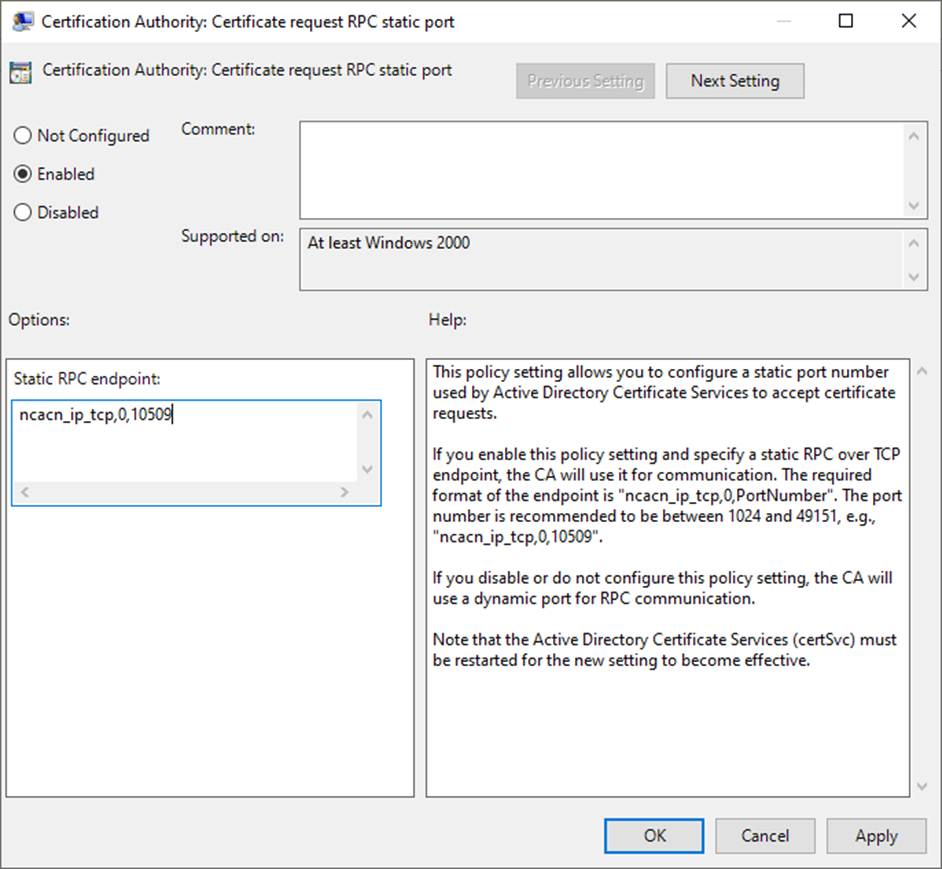 Certification Authority: Certificate request RPC static port
Certification Authority: Certificate request RPC static port
Previous Setting
Next Setting
Not Configured
Enabled
Disabled
Comment:
Supported on:
At least Windows 2000
Options:
Help:
Static RPC endpoint:
ncacn_ip_tcp,0,10509
This policy setting allows you to configure a static port number
used by Active Directory Certificate Services to accept certificate
requests.
If you enable this policy setting and specify a static RPC over TCP
endpoint, the CA will use it for communication. The required
format of the endpoint is "ncacn_ip_tcp,0,PortNumber". The port
number is recommended to be between 1024 and 49151, e.g.,
"ncacn_ip_tcp,0,10509".
If you disable or do not configure this policy setting, the CA will
use a dynamic port for RPC communication.
Note that the Active Directory Certificate Services (certSvc) must
be restarted for the new setting to become effective.
OK
Cancel
Apply